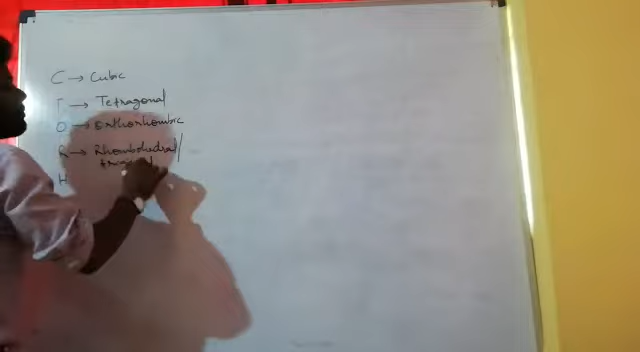 C → Cubic
T → Tetragonal
O → Orthorhombic
R → Rhombohedral/
H